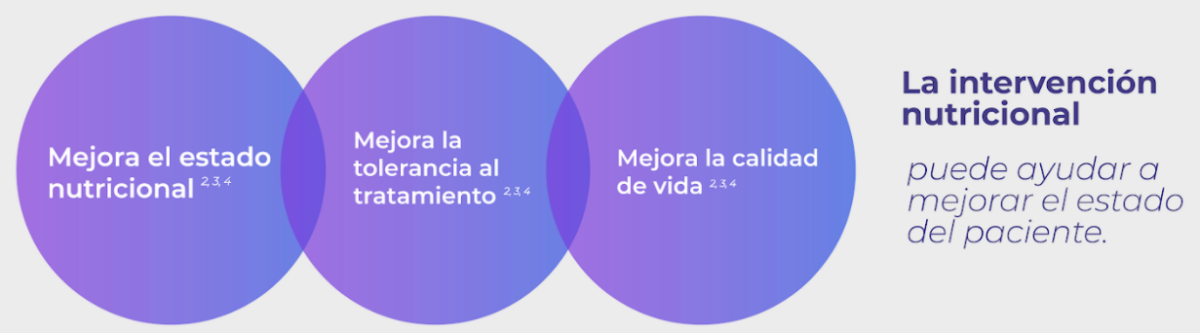 Mejora el estado
nutricional 2,3,4
Mejora la
tolerancia al
tratamiento 2,3,4
Mejora la calidad
de vida 2,3,4
La intervención
nutricional
puede ayudar a
mejorar el estado
del paciente.